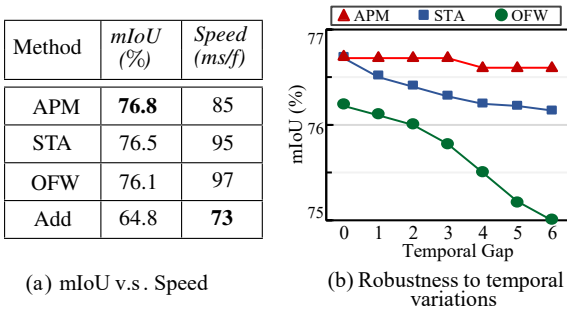 Method mIoU (%) Speed (ms/f)
APM 76.8 85
STA 76.5 95
OFW 76.1 97
Add 64.8 73
(a) mIoU v.s. Speed
APM STA OFW
77
76
75
mIoU (%)
0 1 2 3 4 5 6
Temporal Gap
(b) Robustness to temporal
variations